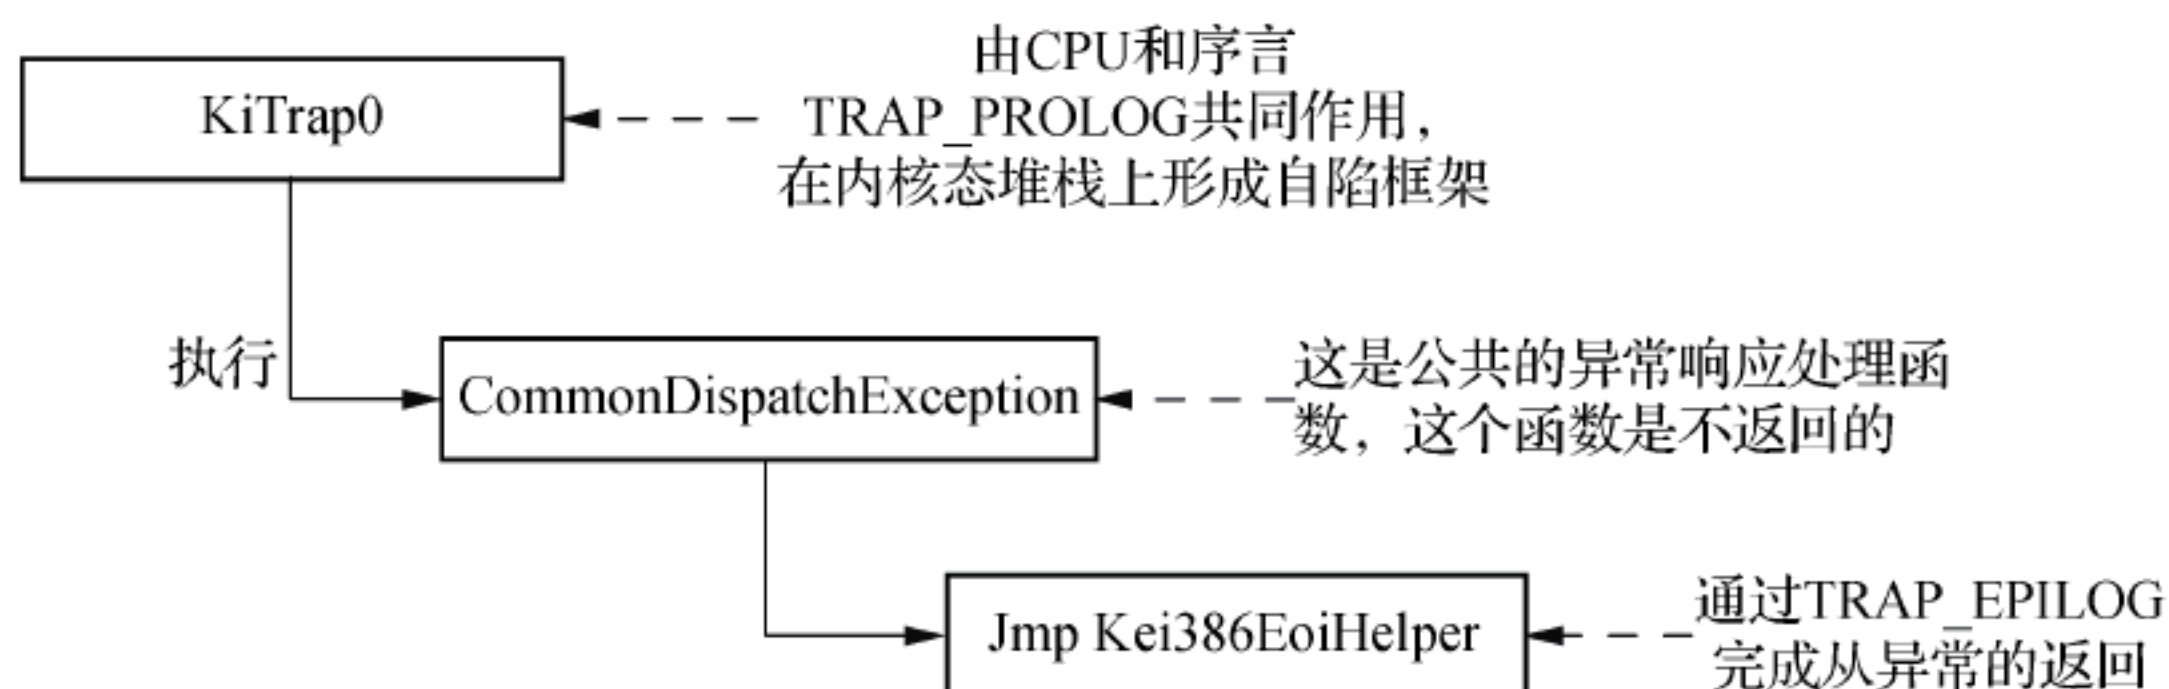 由CPU和序言
KiTrap0
TRAP_PROLOG共同作用，
在内核态堆栈上形成自陷框架
执行
CommonDispatchException
这是公共的异常响应处理函
数，这个函数是不返回的
Jmp Kei386EoiHelper
通过TRAP_EPILOG
完成从异常的返回